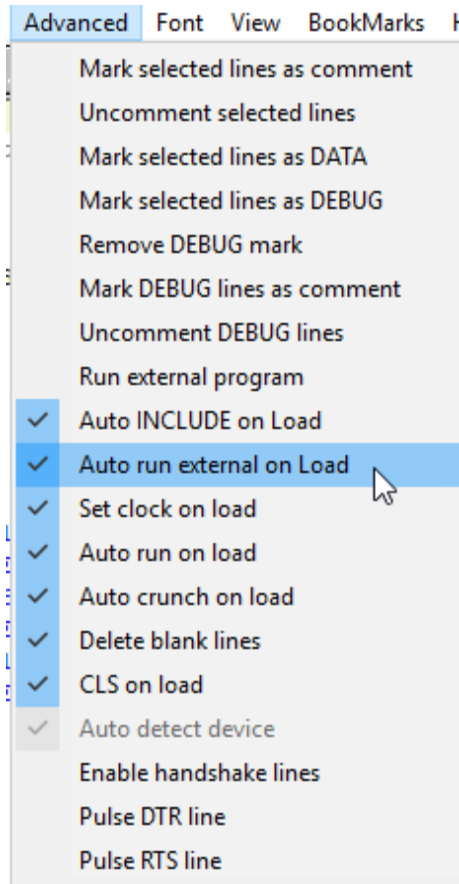 Advanced Font View BookMarks
Mark selected lines as comment
Uncomment selected lines
Mark selected lines as DATA
Mark selected lines as DEBUG
Remove DEBUG mark
Mark DEBUG lines as comment
Uncomment DEBUG lines
Run external program
Auto INCLUDE on Load
Auto run external on Load
Set clock on load
Auto run on load
Auto crunch on load
Delete blank lines
CLS on load
Auto detect device
Enable handshake lines
Pulse DTR line
Pulse RTS line